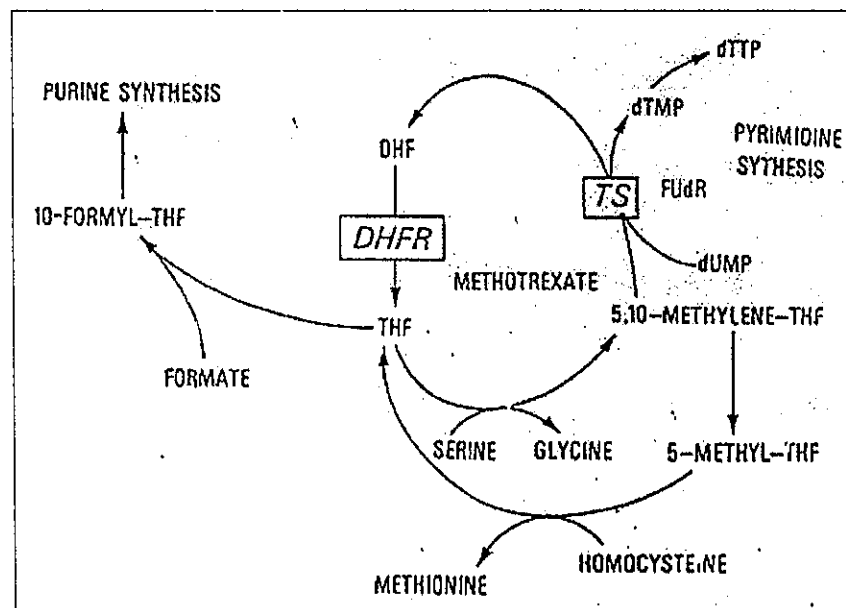 dTTP
PURINE SYNTHESIS
dTMP
DHF
PYRIMIDINE
SYTHESIS
TS
FUdR
10-FORMYL-THF
DHFR
dUMP
METHOTREXATE
THF
5,10-METHYLENE-THF
FORMATE
SERINE
GLYCINE
5-METHYL-THF
METHIONINE
HOMOCYSTEINE